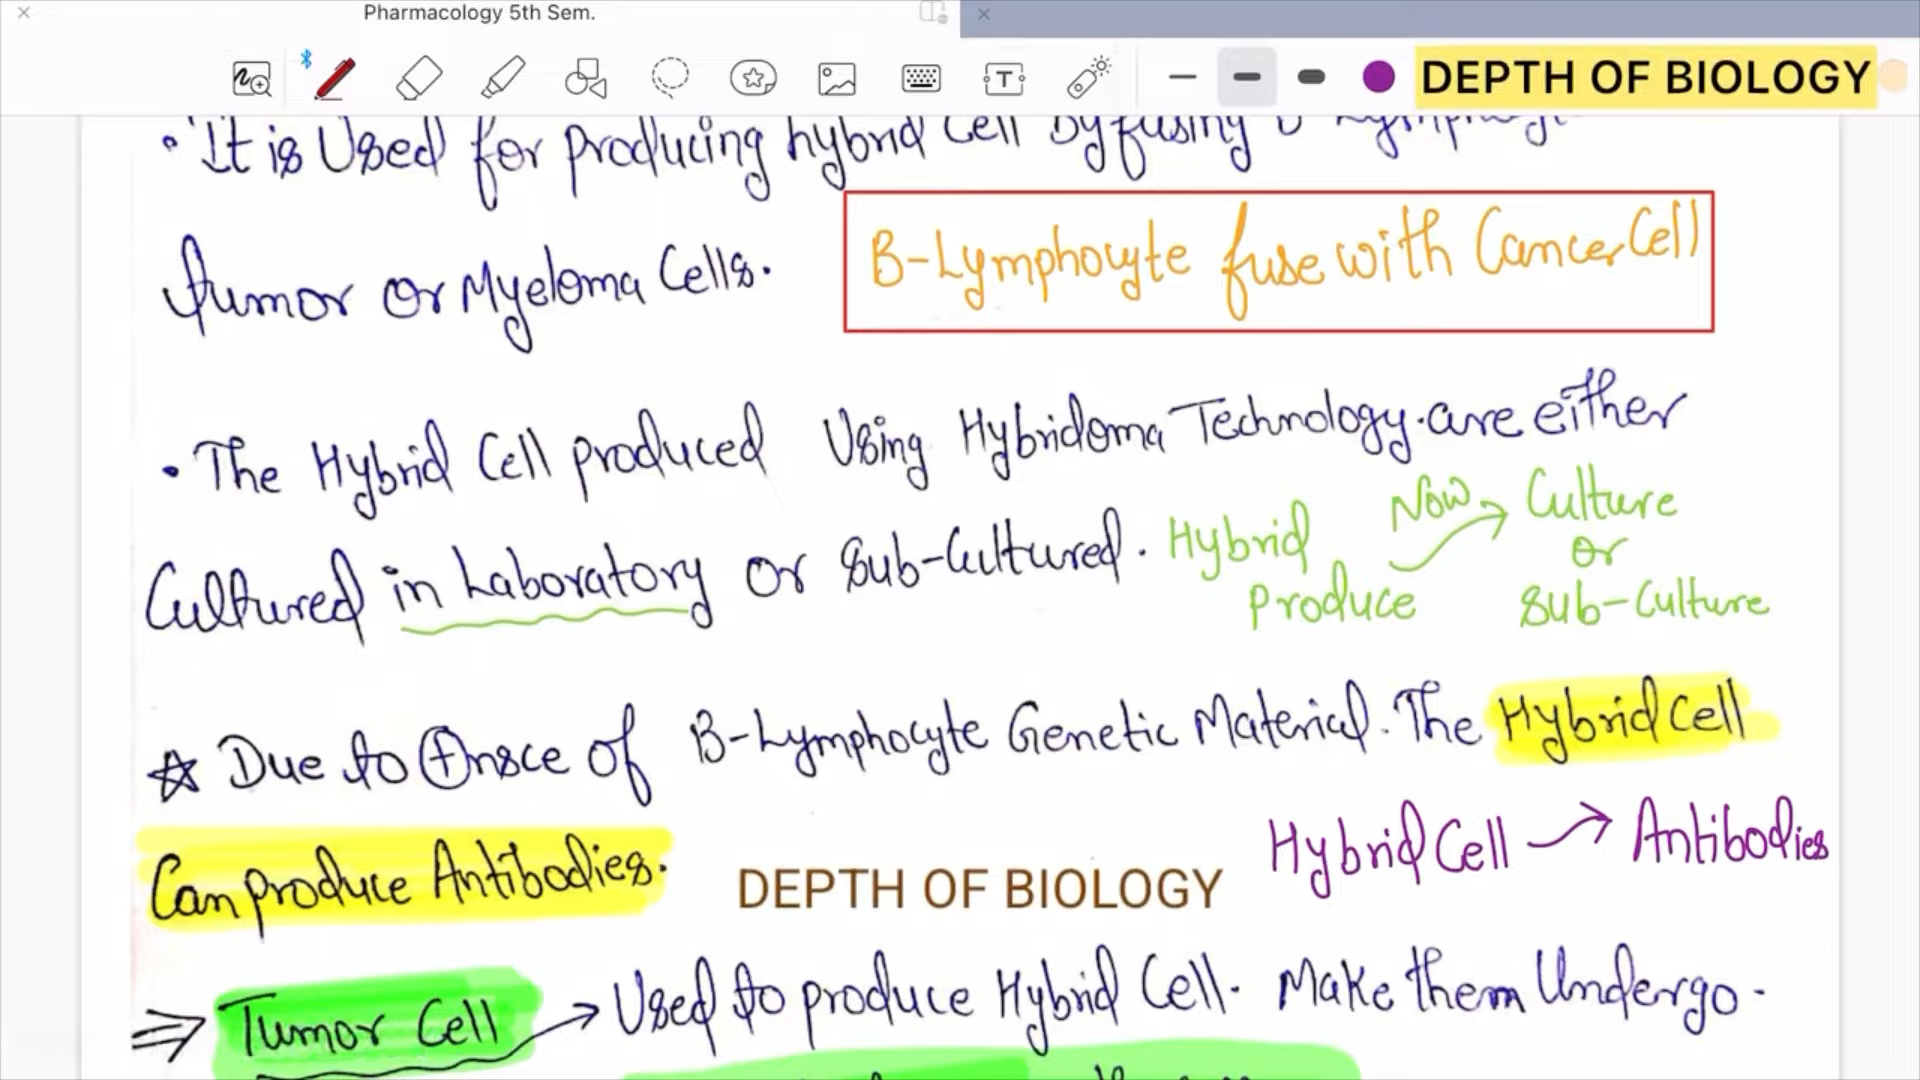 Pharmacology 5th Sem.
DEPTH OF BIOLOGY
• It is Used for producing hybrid Cell By fusing B-Lymphocyte
tumor or Myeloma Cells.
B-Lymphocyte fuse with Cancer Cell
• The Hybrid Cell produced Using Hybridoma Technology. are either
Cultured in Laboratory or Sub-Cultured.
Hybrid Produce Now → Culture
or
Sub-Culture
☆ Due to ⊕nsce of B-Lymphocyte Genetic Material. The Hybrid Cell
Can produce Antibodies.
Hybrid Cell → Antibodies
DEPTH OF BIOLOGY
⇒ Tumor Cell → Used to produce Hybrid Cell. Make them Undergo.